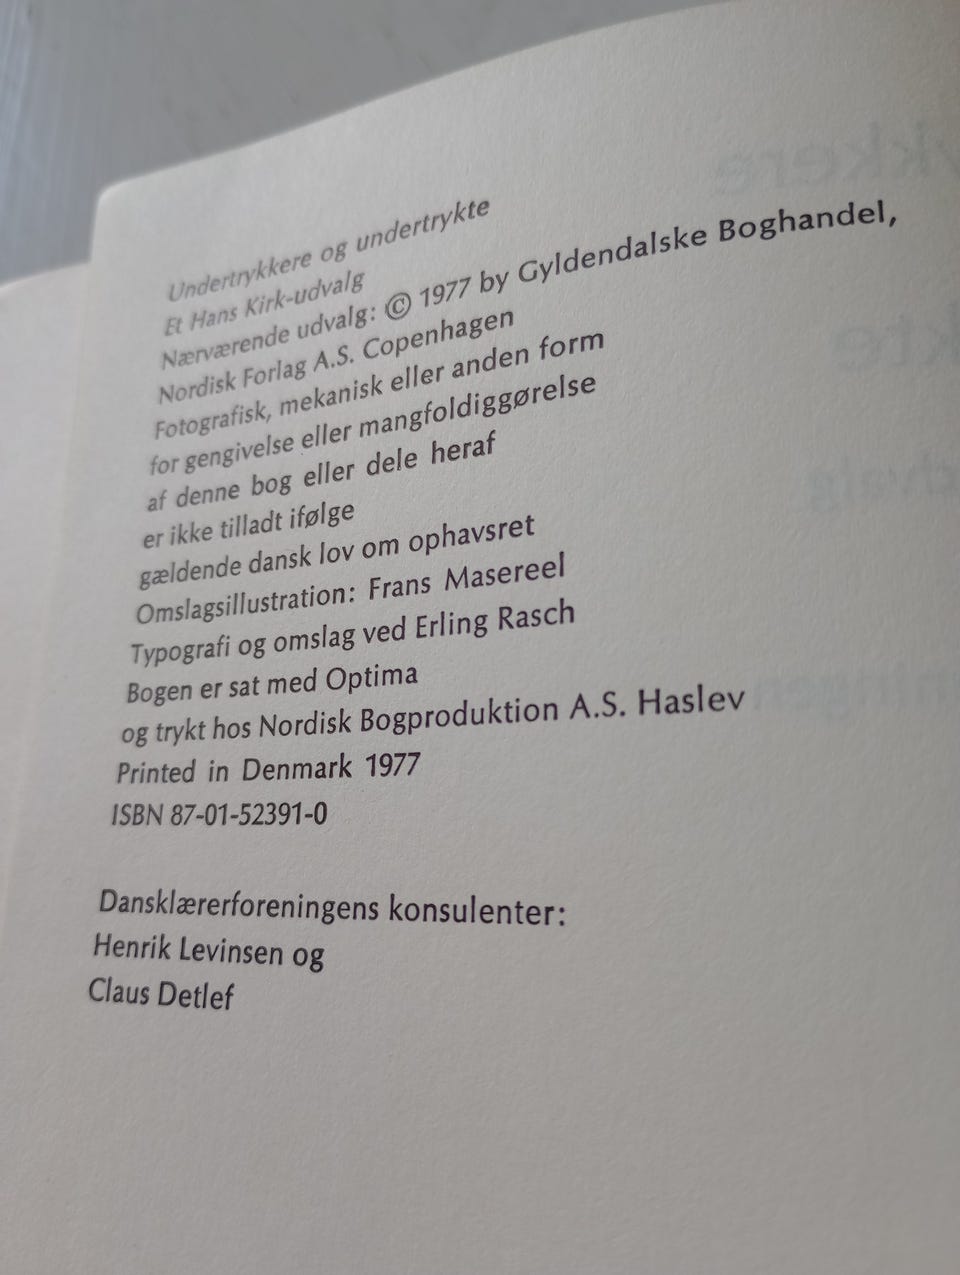 Undertrykkere og undertrykte
Et Hans Kirk-udvalg
Nærværende udvalg: © 1977 by Gyldendalske Boghandel,
Nordisk Forlag A.S. Copenhagen
Fotografisk, mekanisk eller anden form
for gengivelse eller mangfoldiggørelse
af denne bog eller dele heraf
er ikke tilladt ifølge
gældende dansk lov om ophavsret
Omslagsillustration: Frans Masereel
Typografi og omslag ved Erling Rasch
Bogen er sat med Optima
og trykt hos Nordisk Bogproduktion A.S. Haslev
Printed in Denmark 1977
ISBN 87-01-52391-0
Dansklærerforeningens konsulenter:
Henrik Levinsen og
Claus Detlef